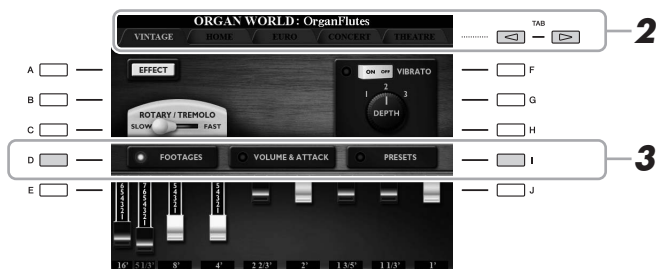 ORGAN WORLD: OrganFlutes
VINTAGE HOME EURO CONCERT THEATRE
TAB
2
A EFFECT ON OFF VIBRATO F
B 1 2 3 G
ROTARY / TREMOLO DEPTH
C SLOW FAST H
D FOOTAGES VOLUME & ATTACK PRESETS I
3
E J
16' 5 1/3' 8' 4' 2 2/3' 2' 1 3/5' 1 1/3' 1'